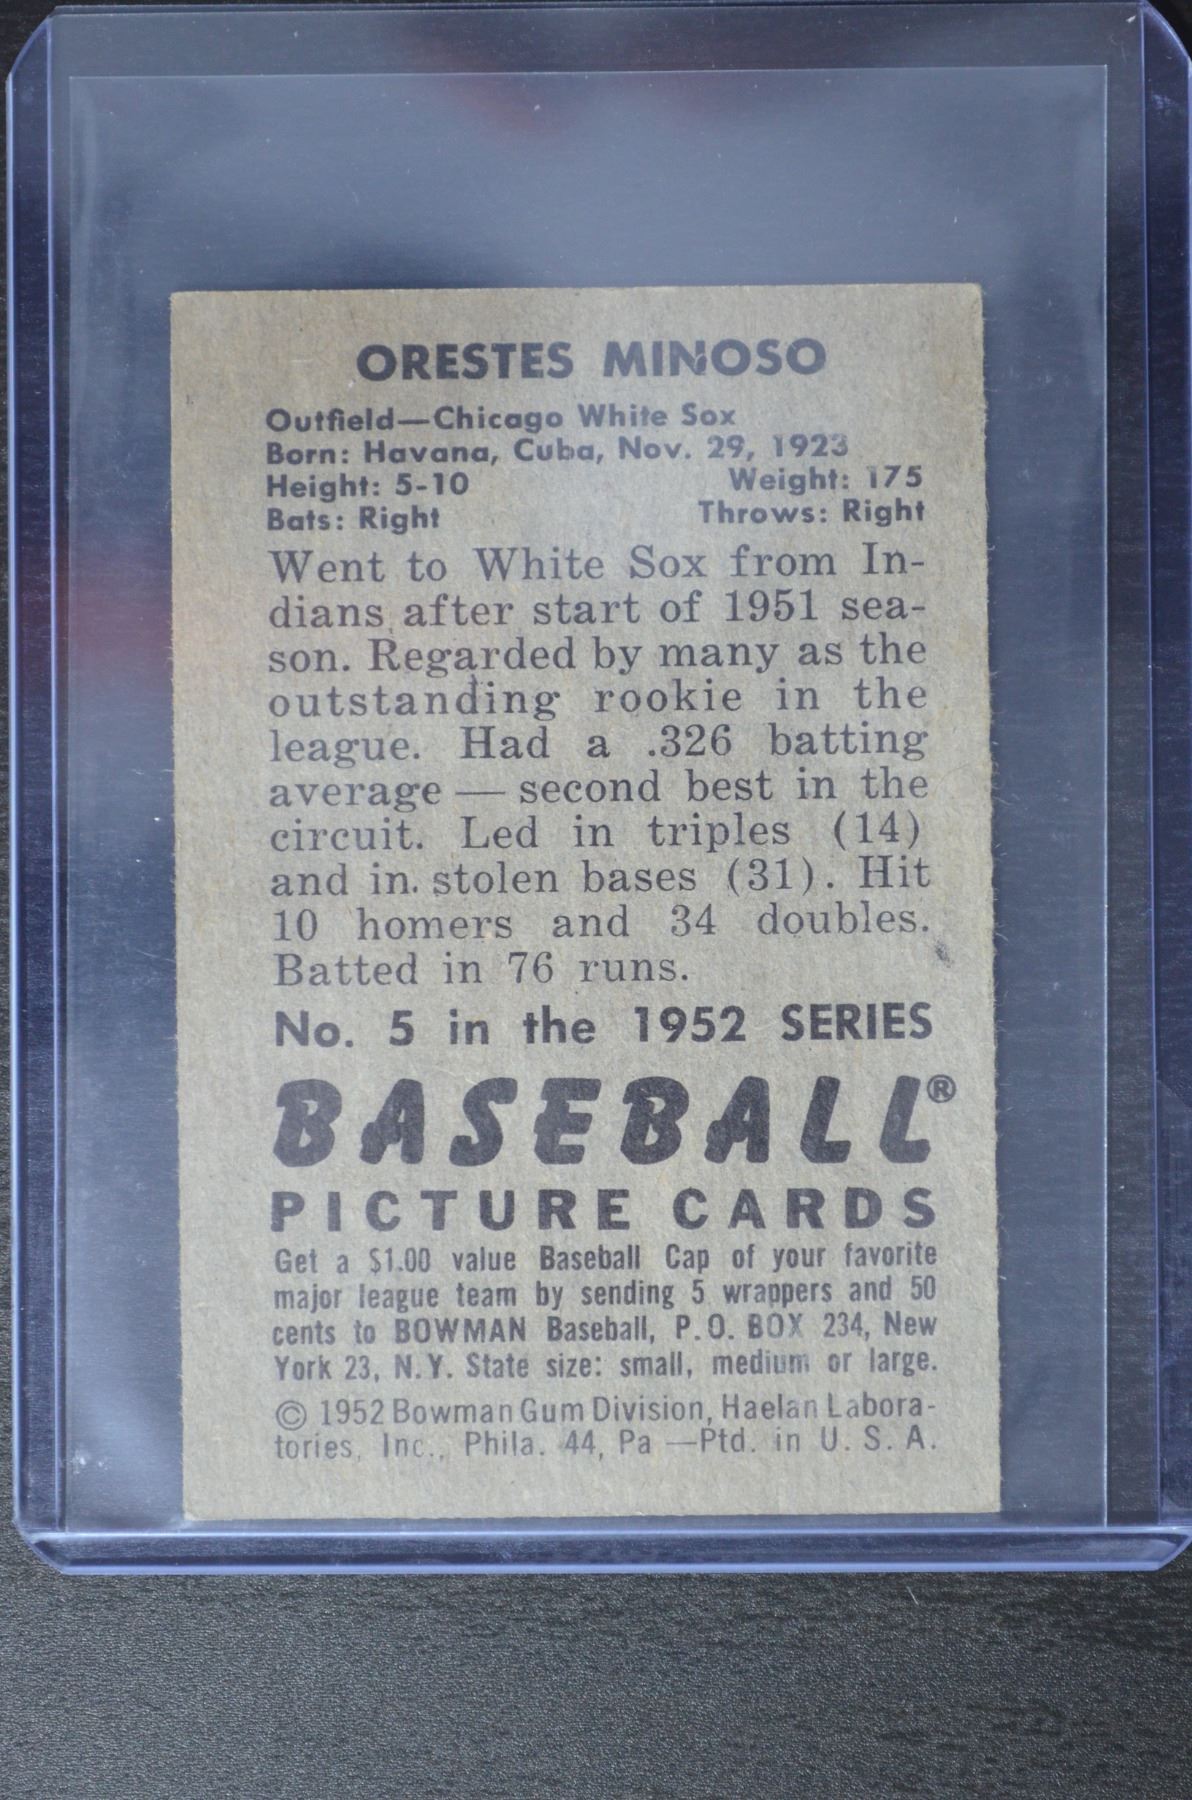 ORESTES MINOSO
Outfield—Chicago White Sox
Born: Havana, Cuba, Nov. 29, 1923
Height: 5-10 Weight: 175
Bats: Right Throws: Right
Went to White Sox from In-
dians after start of 1951 sea-
son. Regarded by many as the
outstanding rookie in the
league. Had a .326 batting
average — second best in the
circuit. Led in triples (14)
and in stolen bases (31). Hit
10 homers and 34 doubles.
Batted in 76 runs.
No. 5 in the 1952 SERIES
BASEBALL®
PICTURE CARDS
Get a $1.00 value Baseball Cap of your favorite
major league team by sending 5 wrappers and 50
cents to BOWMAN Baseball, P.O. BOX 234, New
York 23, N.Y. State size: small, medium or large.
© 1952 Bowman Gum Division, Haelan Labora-
tories, Inc., Phila. 44, Pa —Ptd. in U. S. A.